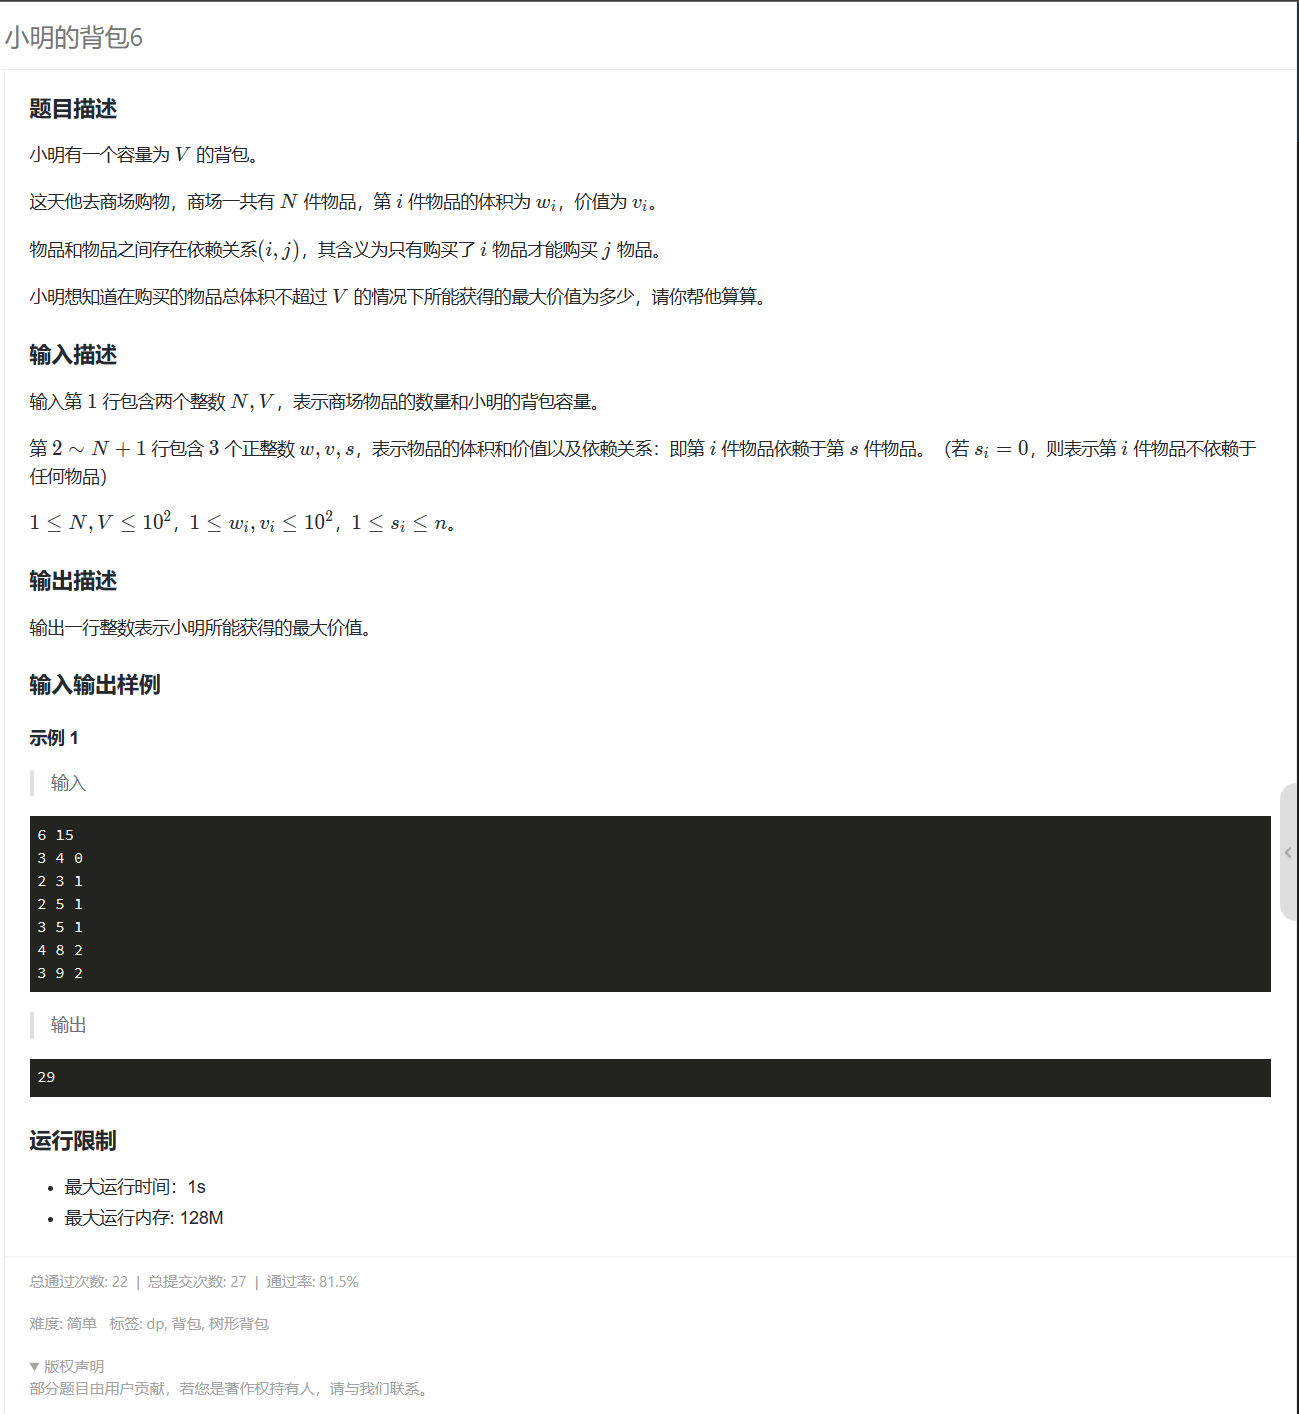 小明的背包6
题目描述
小明有一个容量为 V 的背包。
这天他去商场购物，商场一共有 N 件物品，第 i 件物品的体积为 wᵢ，价值为 vᵢ。
物品和物品之间存在依赖关系(i, j)，其含义为只有购买了 i 物品才能购买 j 物品。
小明想知道在购买的物品总体积不超过 V 的情况下所能获得的最大价值为多少，请你帮他算算。
输入描述
输入第 1 行包含两个整数 N, V，表示商场物品的数量和小明的背包容量。
第 2 ∼ N + 1 行包含 3 个正整数 w, v, s，表示物品的体积和价值以及依赖关系：即第 i 件物品依赖于第 s 件物品。（若 sᵢ = 0，则表示第 i 件物品不依赖于
任何物品）
1 ≤ N, V ≤ 10²，1 ≤ wᵢ, vᵢ ≤ 10²，1 ≤ sᵢ ≤ n。
输出描述
输出一行整数表示小明所能获得的最大价值。
输入输出样例
示例 1
输入
6 15
3 4 0
2 3 1
2 5 1
3 5 1
4 8 2
3 9 2
输出
29
运行限制
• 最大运行时间：1s
• 最大运行内存: 128M
总通过次数: 22 | 总提交次数: 27 | 通过率: 81.5%
难度: 简单 标签: dp, 背包, 树形背包
▼ 版权声明
部分题目由用户贡献，若您是著作权持有人，请与我们联系。